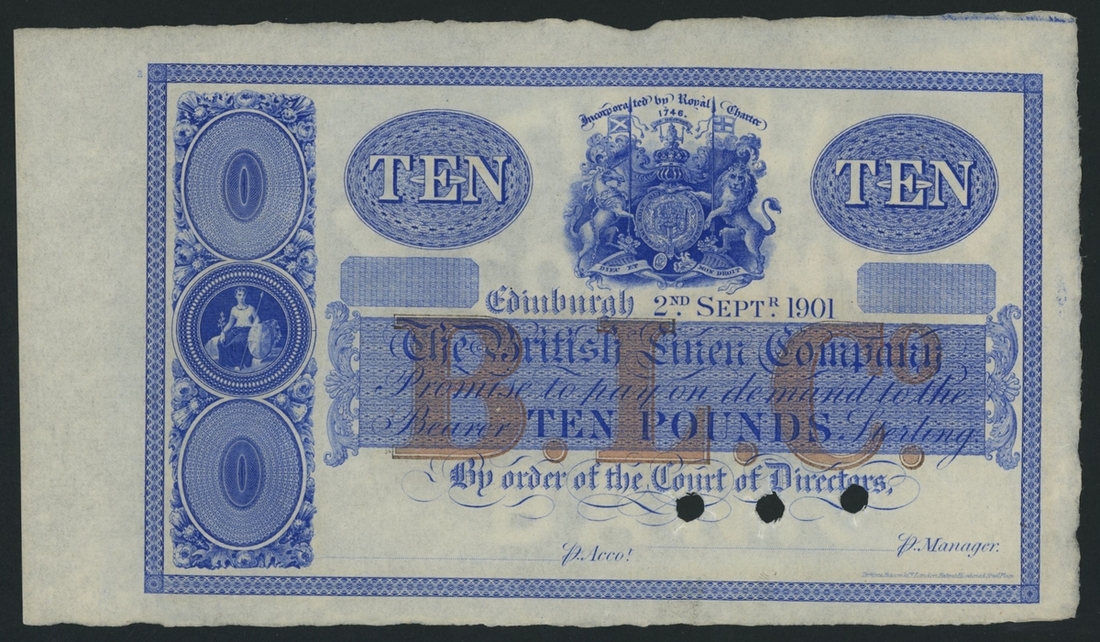 Incorporated by Royal Charter
1746.
TEN
TEN
DIEU ET MON DROIT
Edinburgh 2ND. SEPTR. 1901
B.L.Co.
The British Linen Company
Promise to pay on demand to the
Bearer TEN POUNDS Sterling.
By order of the Court of Directors,
P. Acco!
P. Manager.